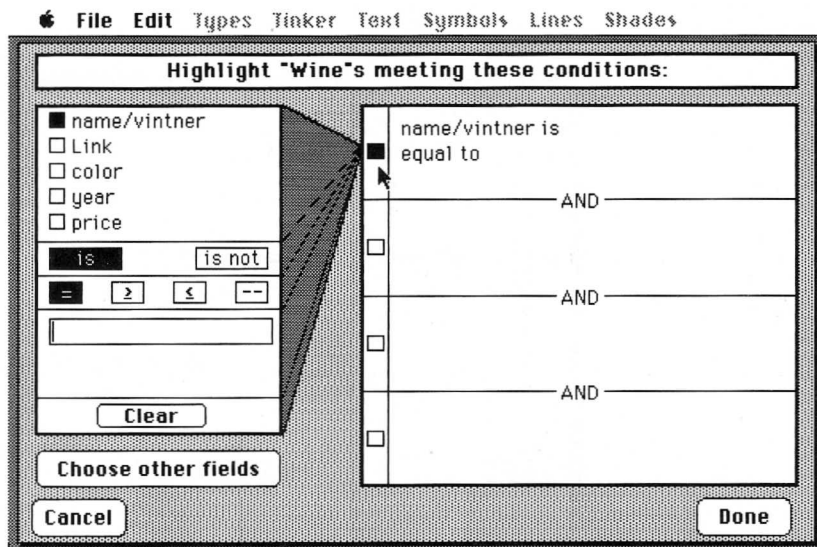 File Edit Types Tinker Text Symbols Lines Shades
Highlight "Wine"s meeting these conditions:
name/vintner
Link
color
year
price
is is not
= ≥ ≤ --
Clear
Choose other fields
Cancel
name/vintner is
equal to
AND
AND
AND
Done